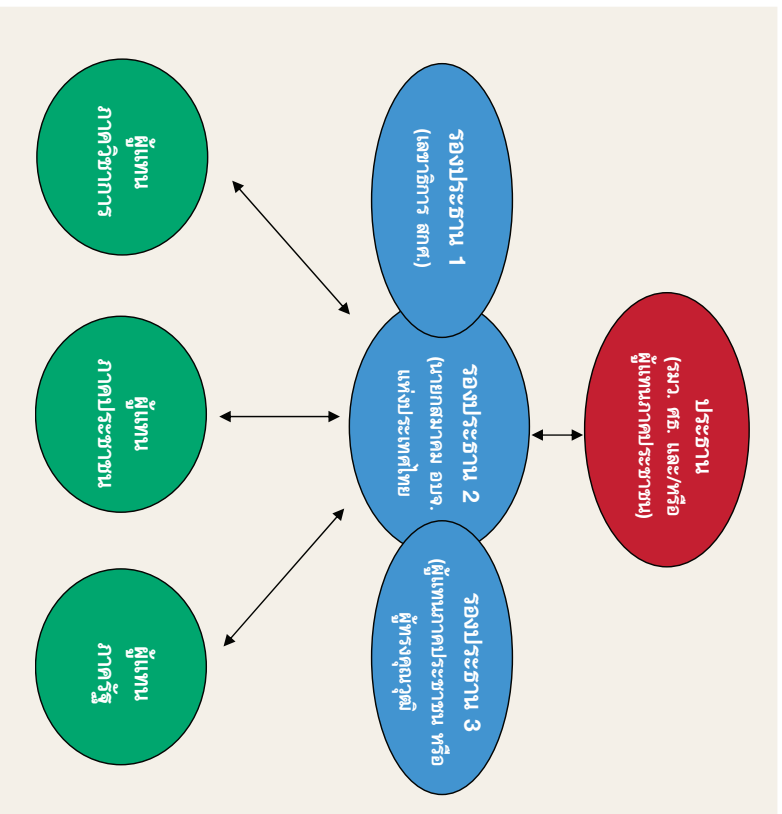 ประธาน
(รมว. ศธ. และ/หรือ
ผู้แทนภาคประชาชน)
รองประธาน 1
(เลขาธิการ สกศ.)
รองประธาน 2
(นายกสมาคม อบจ.
แห่งประเทศไทย
รองประธาน 3
(ผู้แทนภาคประชาชน หรือ
ผู้ทรงคุณวุฒิ
ผู้แทน
ภาควิชาการ
ผู้แทน
ภาคประชาชน
ผู้แทน
ภาครัฐ